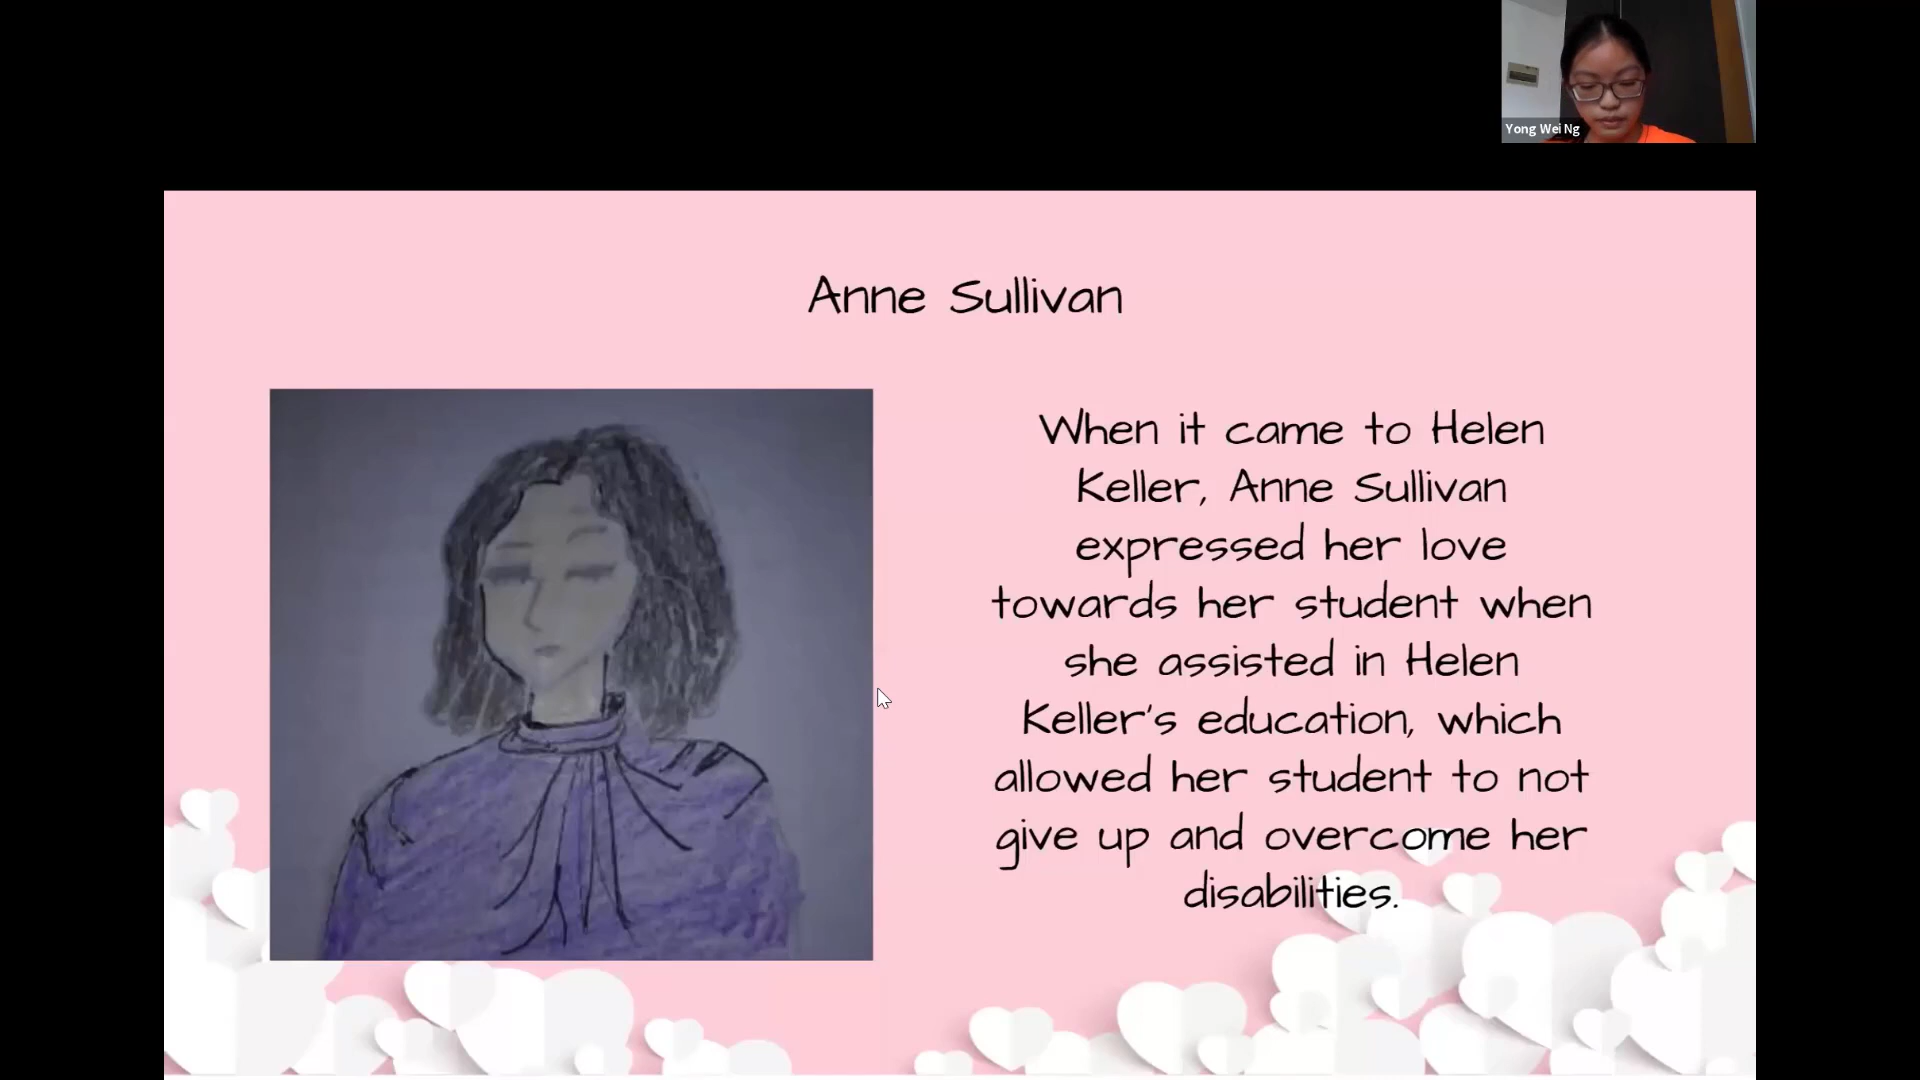 Yong Wei Ng
Anne Sullivan
When it came to Helen
Keller, Anne Sullivan
expressed her love
towards her student when
she assisted in Helen
Keller's education, which
allowed her student to not
give up and overcome her
disabilities.